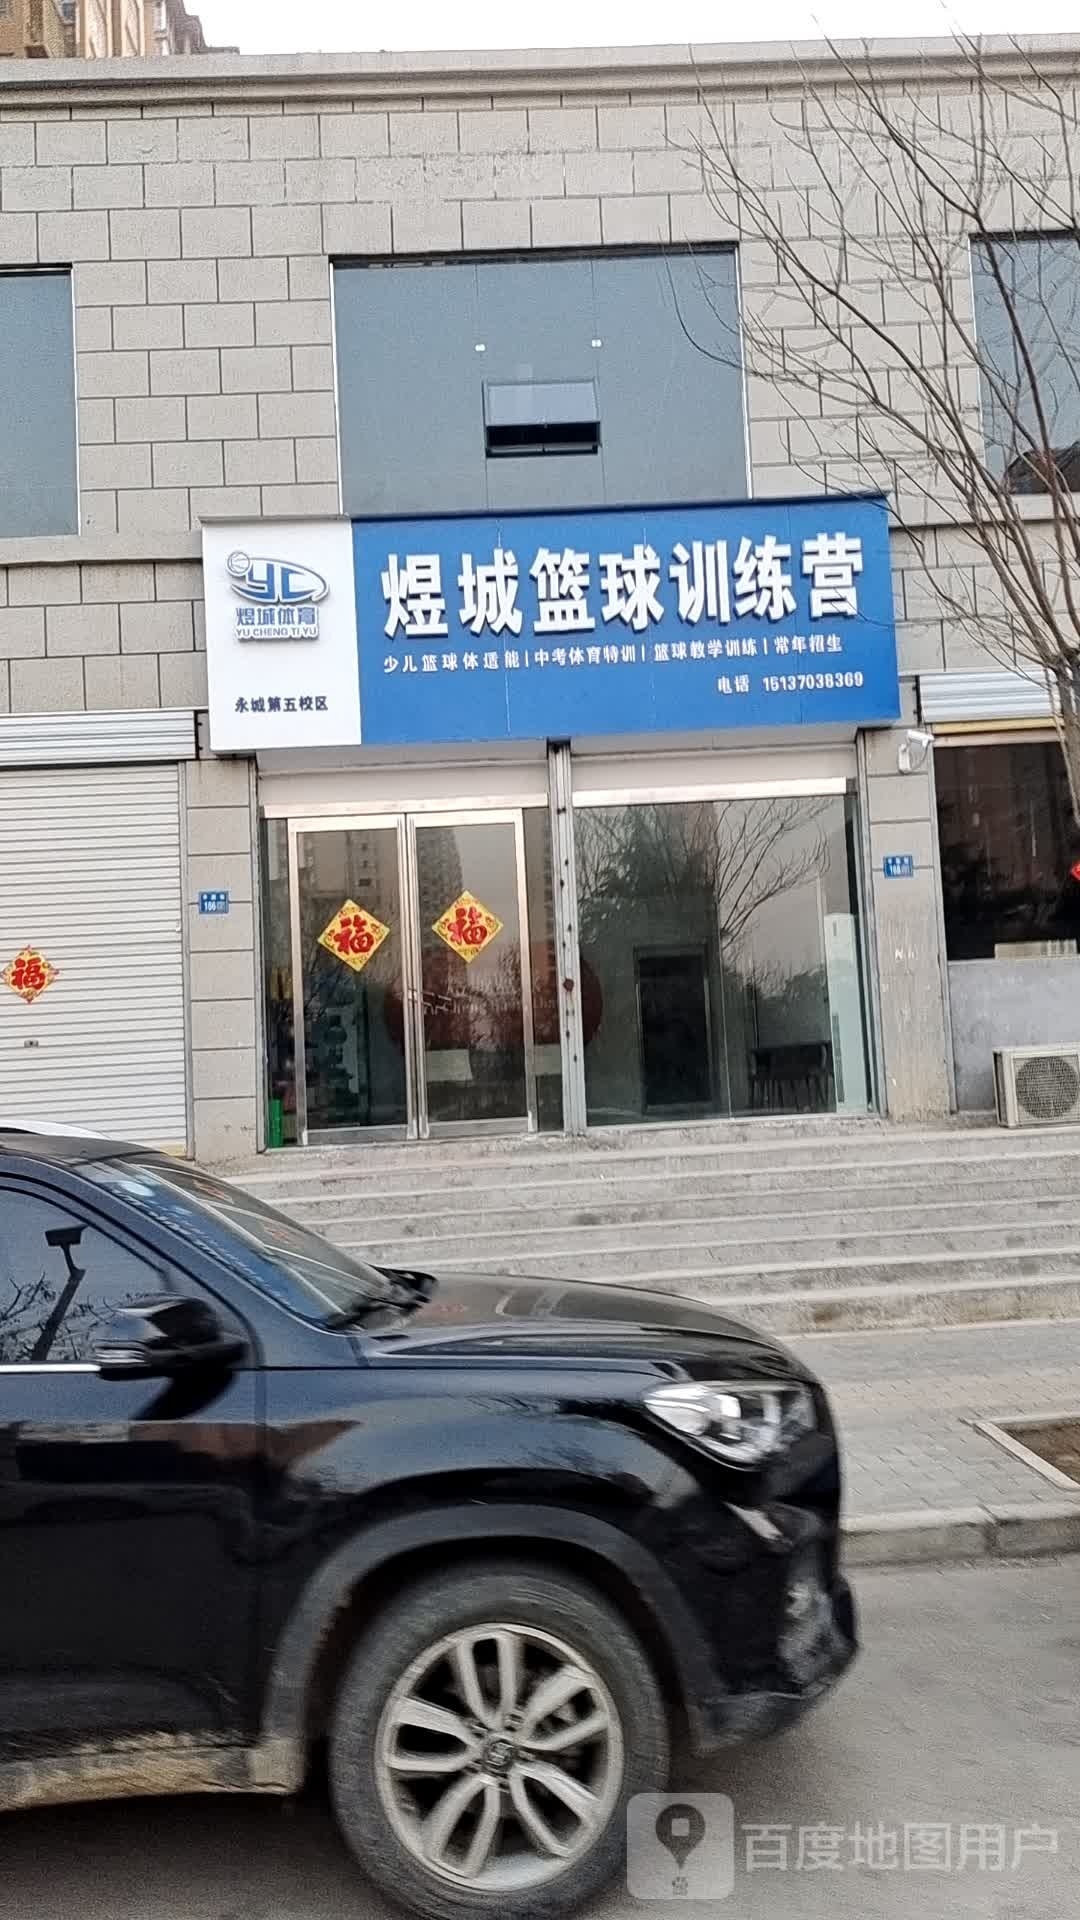 YC
煜城体育
YU CHENG TI YU
永城第五校区
煜城篮球训练营
少儿篮球体适能|中考体育特训|篮球教学训练|常年招生
电话 15137038369
福
福
福
百度地图用户